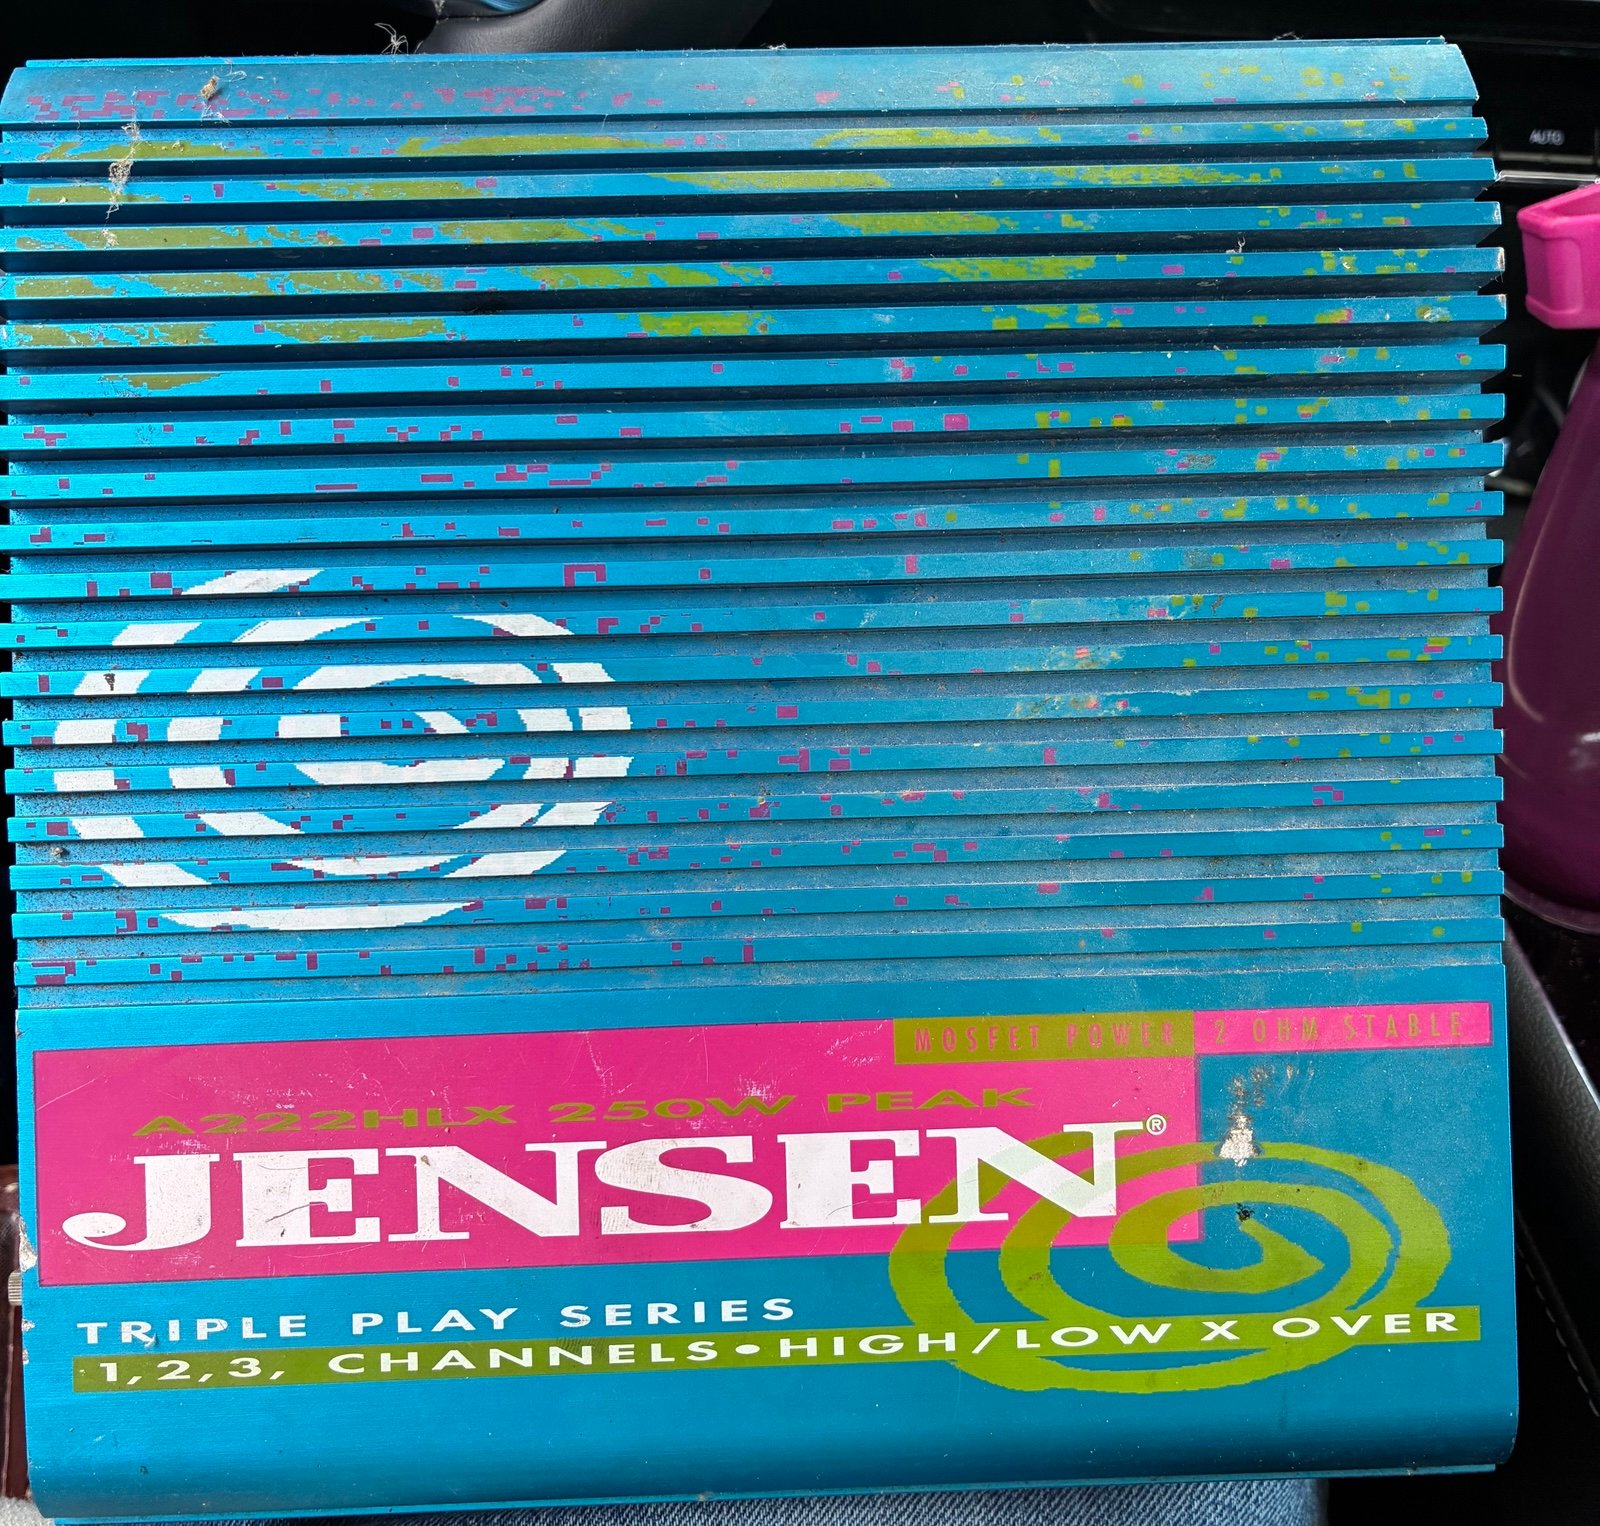 AUTO
MOSFET POWER 2 OHM STABLE
A222HLX 250W PEAK
JENSEN®
TRIPLE PLAY SERIES
1,2,3, CHANNELS•HIGH/LOW X OVER